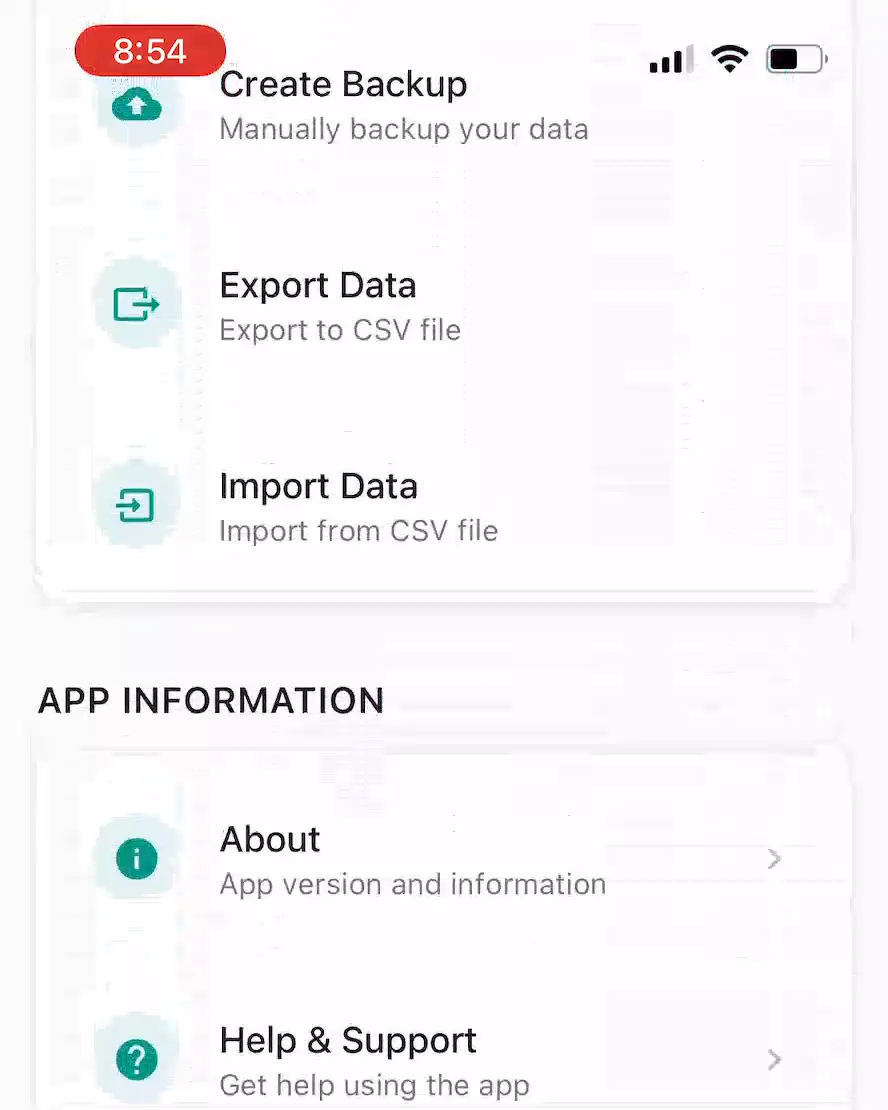 8:54
Create Backup
Manually backup your data
Export Data
Export to CSV file
Import Data
Import from CSV file
APP INFORMATION
About
App version and information
Help & Support
Get help using the app